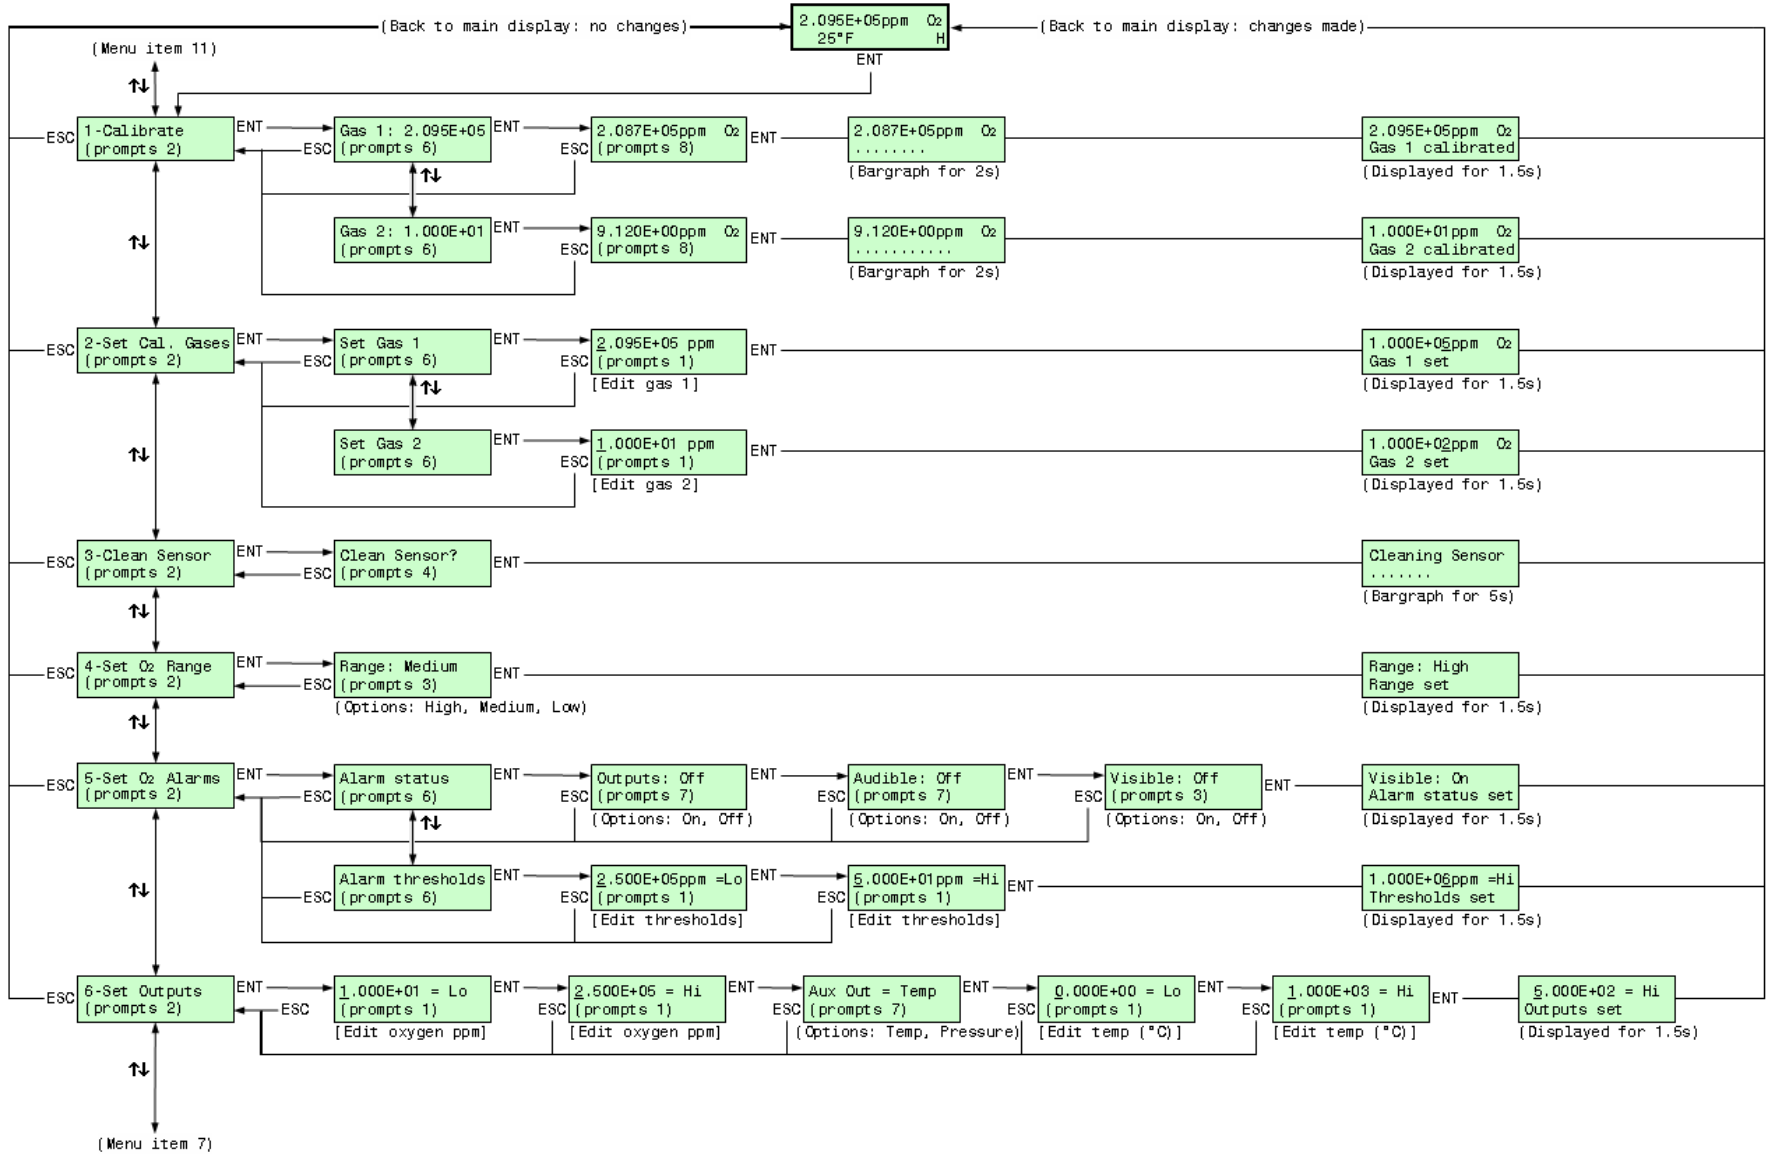 (Back to main display: no changes)
2.095E+05ppm O2
25°F H
(Back to main display: changes made)
(Menu item 11)
ENT
↑↓
ESC
1-Calibrate
(prompts 2)
ENT
ESC
Gas 1: 2.095E+05
(prompts 6)
ENT
ESC
2.087E+05ppm O2
(prompts 8)
ENT
2.087E+05ppm O2
........
(Bargraph for 2s)
2.095E+05ppm O2
Gas 1 calibrated
(Displayed for 1.5s)
↑↓
↑↓
Gas 2: 1.000E+01
(prompts 6)
ENT
ESC
9.120E+00ppm O2
(prompts 8)
ENT
9.120E+00ppm O2
...........
(Bargraph for 2s)
1.000E+01ppm O2
Gas 2 calibrated
(Displayed for 1.5s)
ESC
2-Set Cal. Gases
(prompts 2)
ENT
ESC
Set Gas 1
(prompts 6)
ENT
ESC
2.095E+05 ppm
(prompts 1)
[Edit gas 1]
ENT
1.000E+05ppm O2
Gas 1 set
(Displayed for 1.5s)
↑↓
↑↓
Set Gas 2
(prompts 6)
ENT
ESC
1.000E+01 ppm
(prompts 1)
[Edit gas 2]
ENT
1.000E+02ppm O2
Gas 2 set
(Displayed for 1.5s)
ESC
3-Clean Sensor
(prompts 2)
ENT
ESC
Clean Sensor?
(prompts 4)
ENT
Cleaning Sensor
.......
(Bargraph for 5s)
↑↓
ESC
4-Set O2 Range
(prompts 2)
ENT
ESC
Range: Medium
(prompts 3)
(Options: High, Medium, Low)
ENT
Range: High
Range set
(Displayed for 1.5s)
↑↓
ESC
5-Set O2 Alarms
(prompts 2)
ENT
ESC
Alarm status
(prompts 6)
ENT
ESC
Outputs: Off
(prompts 7)
(Options: On, Off)
ENT
ESC
Audible: Off
(prompts 7)
(Options: On, Off)
ENT
ESC
Visible: Off
(prompts 3)
(Options: On, Off)
ENT
Visible: On
Alarm status set
(Displayed for 1.5s)
↑↓
↑↓
ESC
Alarm thresholds
(prompts 6)
ENT
ESC
2.500E+05ppm =Lo
(prompts 1)
[Edit thresholds]
ENT
ESC
5.000E+01ppm =Hi
(prompts 1)
[Edit thresholds]
ENT
1.000E+06ppm =Hi
Thresholds set
(Displayed for 1.5s)
ESC
6-Set Outputs
(prompts 2)
ENT
ESC
1.000E+01 = Lo
(prompts 1)
[Edit oxygen ppm]
ENT
ESC
2.500E+05 = Hi
(prompts 1)
[Edit oxygen ppm]
ENT
ESC
Aux Out = Temp
(prompts 7)
(Options: Temp, Pressure)
ENT
ESC
0.000E+00 = Lo
(prompts 1)
[Edit temp (°C)]
ENT
ESC
1.000E+03 = Hi
(prompts 1)
[Edit temp (°C)]
ENT
5.000E+02 = Hi
Outputs set
(Displayed for 1.5s)
↑↓
(Menu item 7)